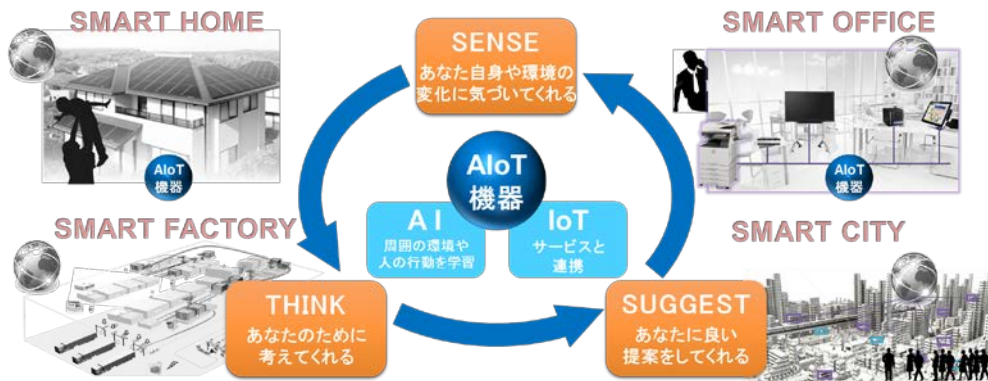 SMART HOME
SMART OFFICE
SENSE
あなた自身や環境の
変化に気づいてくれる
AIoT
機器
AIoT
機器
AIoT
機器
AI
周囲の環境や
人の行動を学習
IoT
サービスと
連携
SMART FACTORY
SMART CITY
THINK
あなたのために
考えてくれる
SUGGEST
あなたに良い
提案をしてくれる